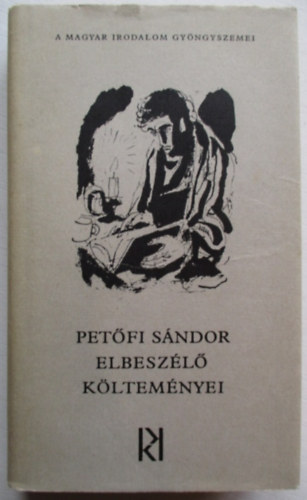 A MAGYAR IRODALOM GYÖNGYSZEMEI
PETŐFI SÁNDOR
ELBESZÉLŐ
KÖLTEMÉNYEI